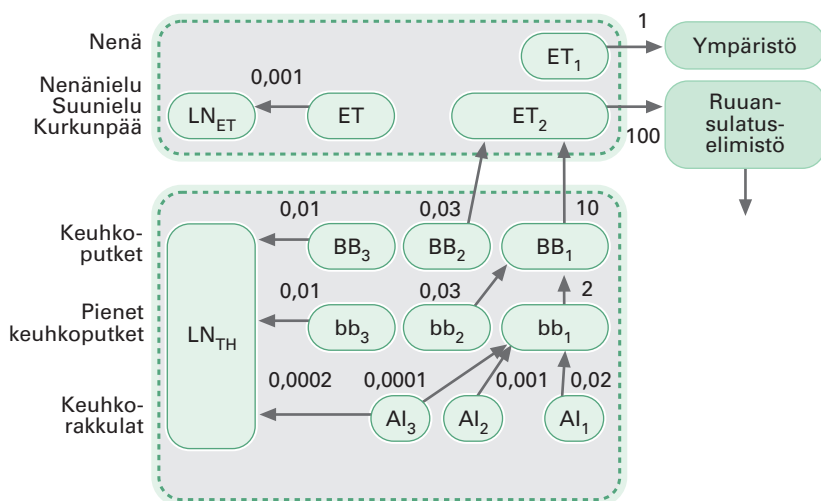 Nenä
ET₁
1
Ympäristö
Nenänielu
Suunielu
Kurkunpää
LN_ET
0,001
ET
ET₂
100
Ruuan-
sulatus-
elimistö
Keuhko-
putket
0,01
BB₃
0,03
BB₂
10
BB₁
Pienet
keuhkoputket
LN_TH
0,01
bb₃
0,03
bb₂
2
bb₁
Keuhko-
rakkulat
0,0002
0,0001
AI₃
0,001
AI₂
0,02
AI₁